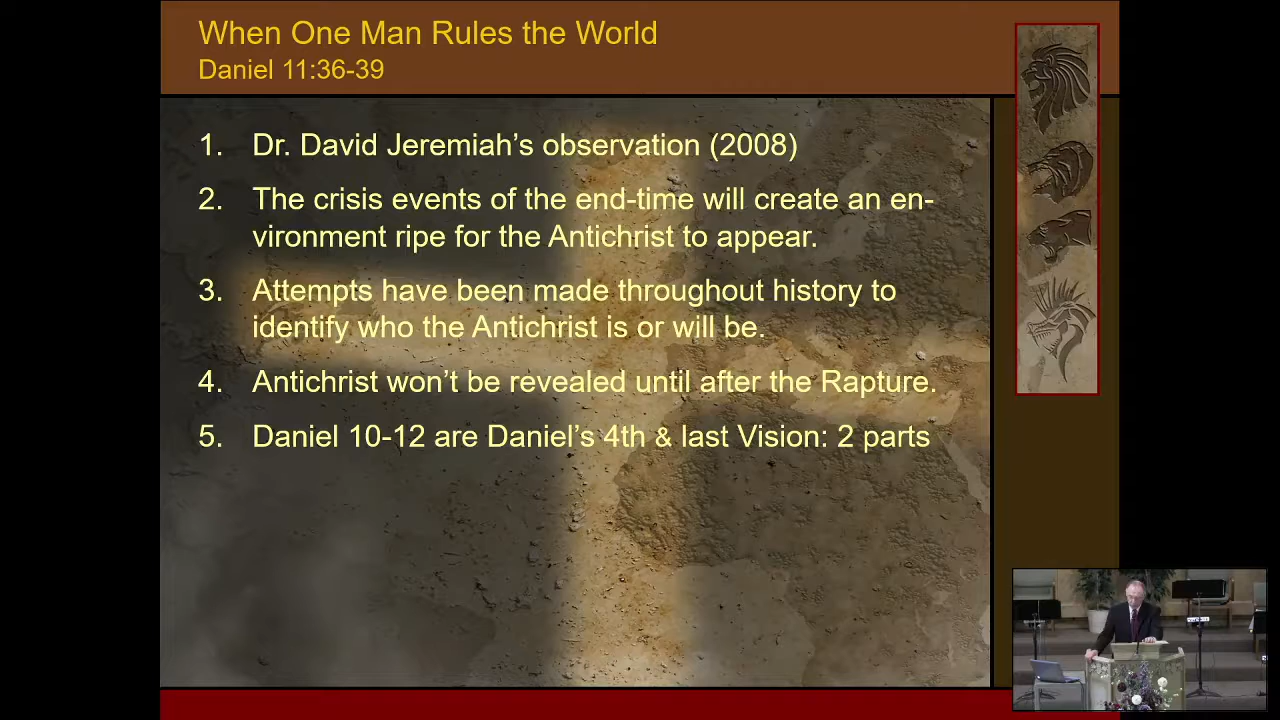 When One Man Rules the World
Daniel 11:36-39
1. Dr. David Jeremiah's observation (2008)
2. The crisis events of the end-time will create an en-
vironment ripe for the Antichrist to appear.
3. Attempts have been made throughout history to
identify who the Antichrist is or will be.
4. Antichrist won't be revealed until after the Rapture.
5. Daniel 10-12 are Daniel's 4th & last Vision: 2 parts